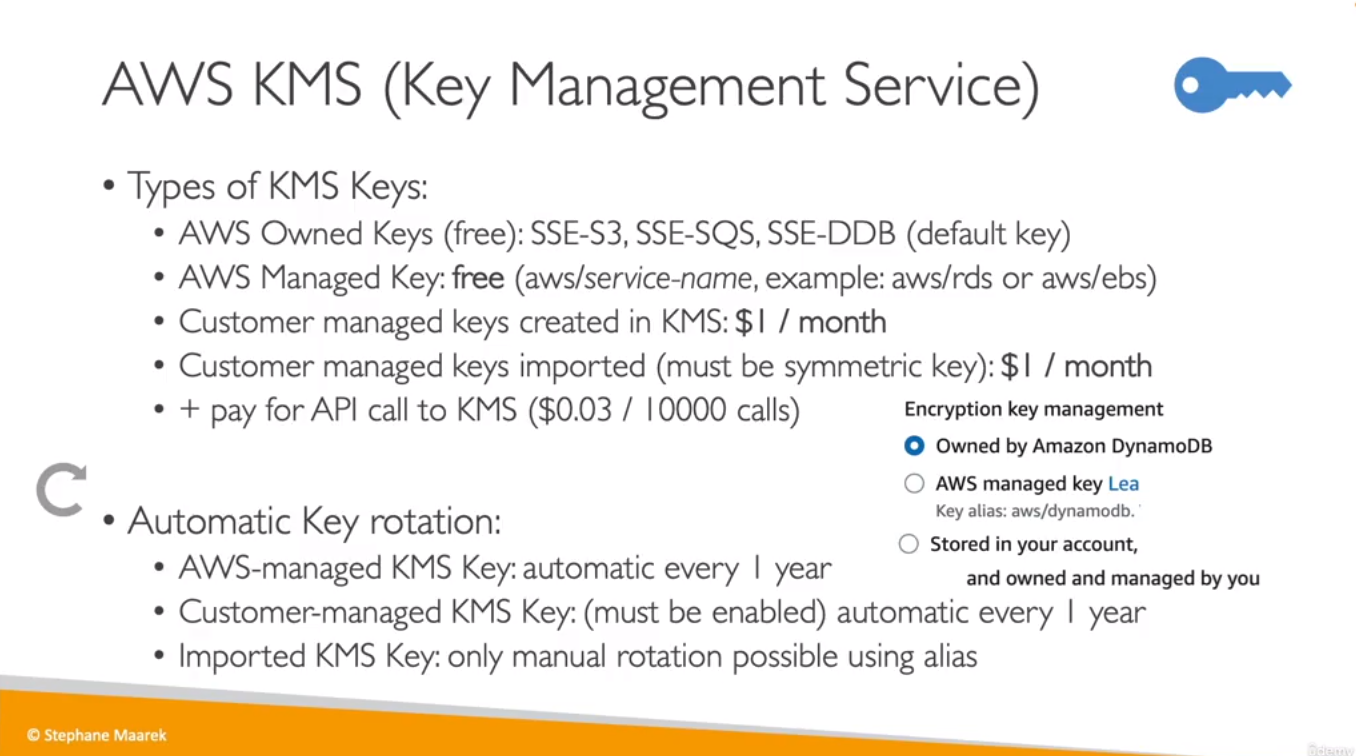 AWS KMS (Key Management Service)
• Types of KMS Keys:
• AWS Owned Keys (free): SSE-S3, SSE-SQS, SSE-DDB (default key)
• AWS Managed Key: free (aws/service-name, example: aws/rds or aws/ebs)
• Customer managed keys created in KMS: $1 / month
• Customer managed keys imported (must be symmetric key): $1 / month
• + pay for API call to KMS ($0.03 / 10000 calls)
Encryption key management
Owned by Amazon DynamoDB
AWS managed key Lea
Key alias: aws/dynamodb.
Stored in your account,
and owned and managed by you
• Automatic Key rotation:
• AWS-managed KMS Key: automatic every 1 year
• Customer-managed KMS Key: (must be enabled) automatic every 1 year
• Imported KMS Key: only manual rotation possible using alias
© Stephane Maarek
ûdemy